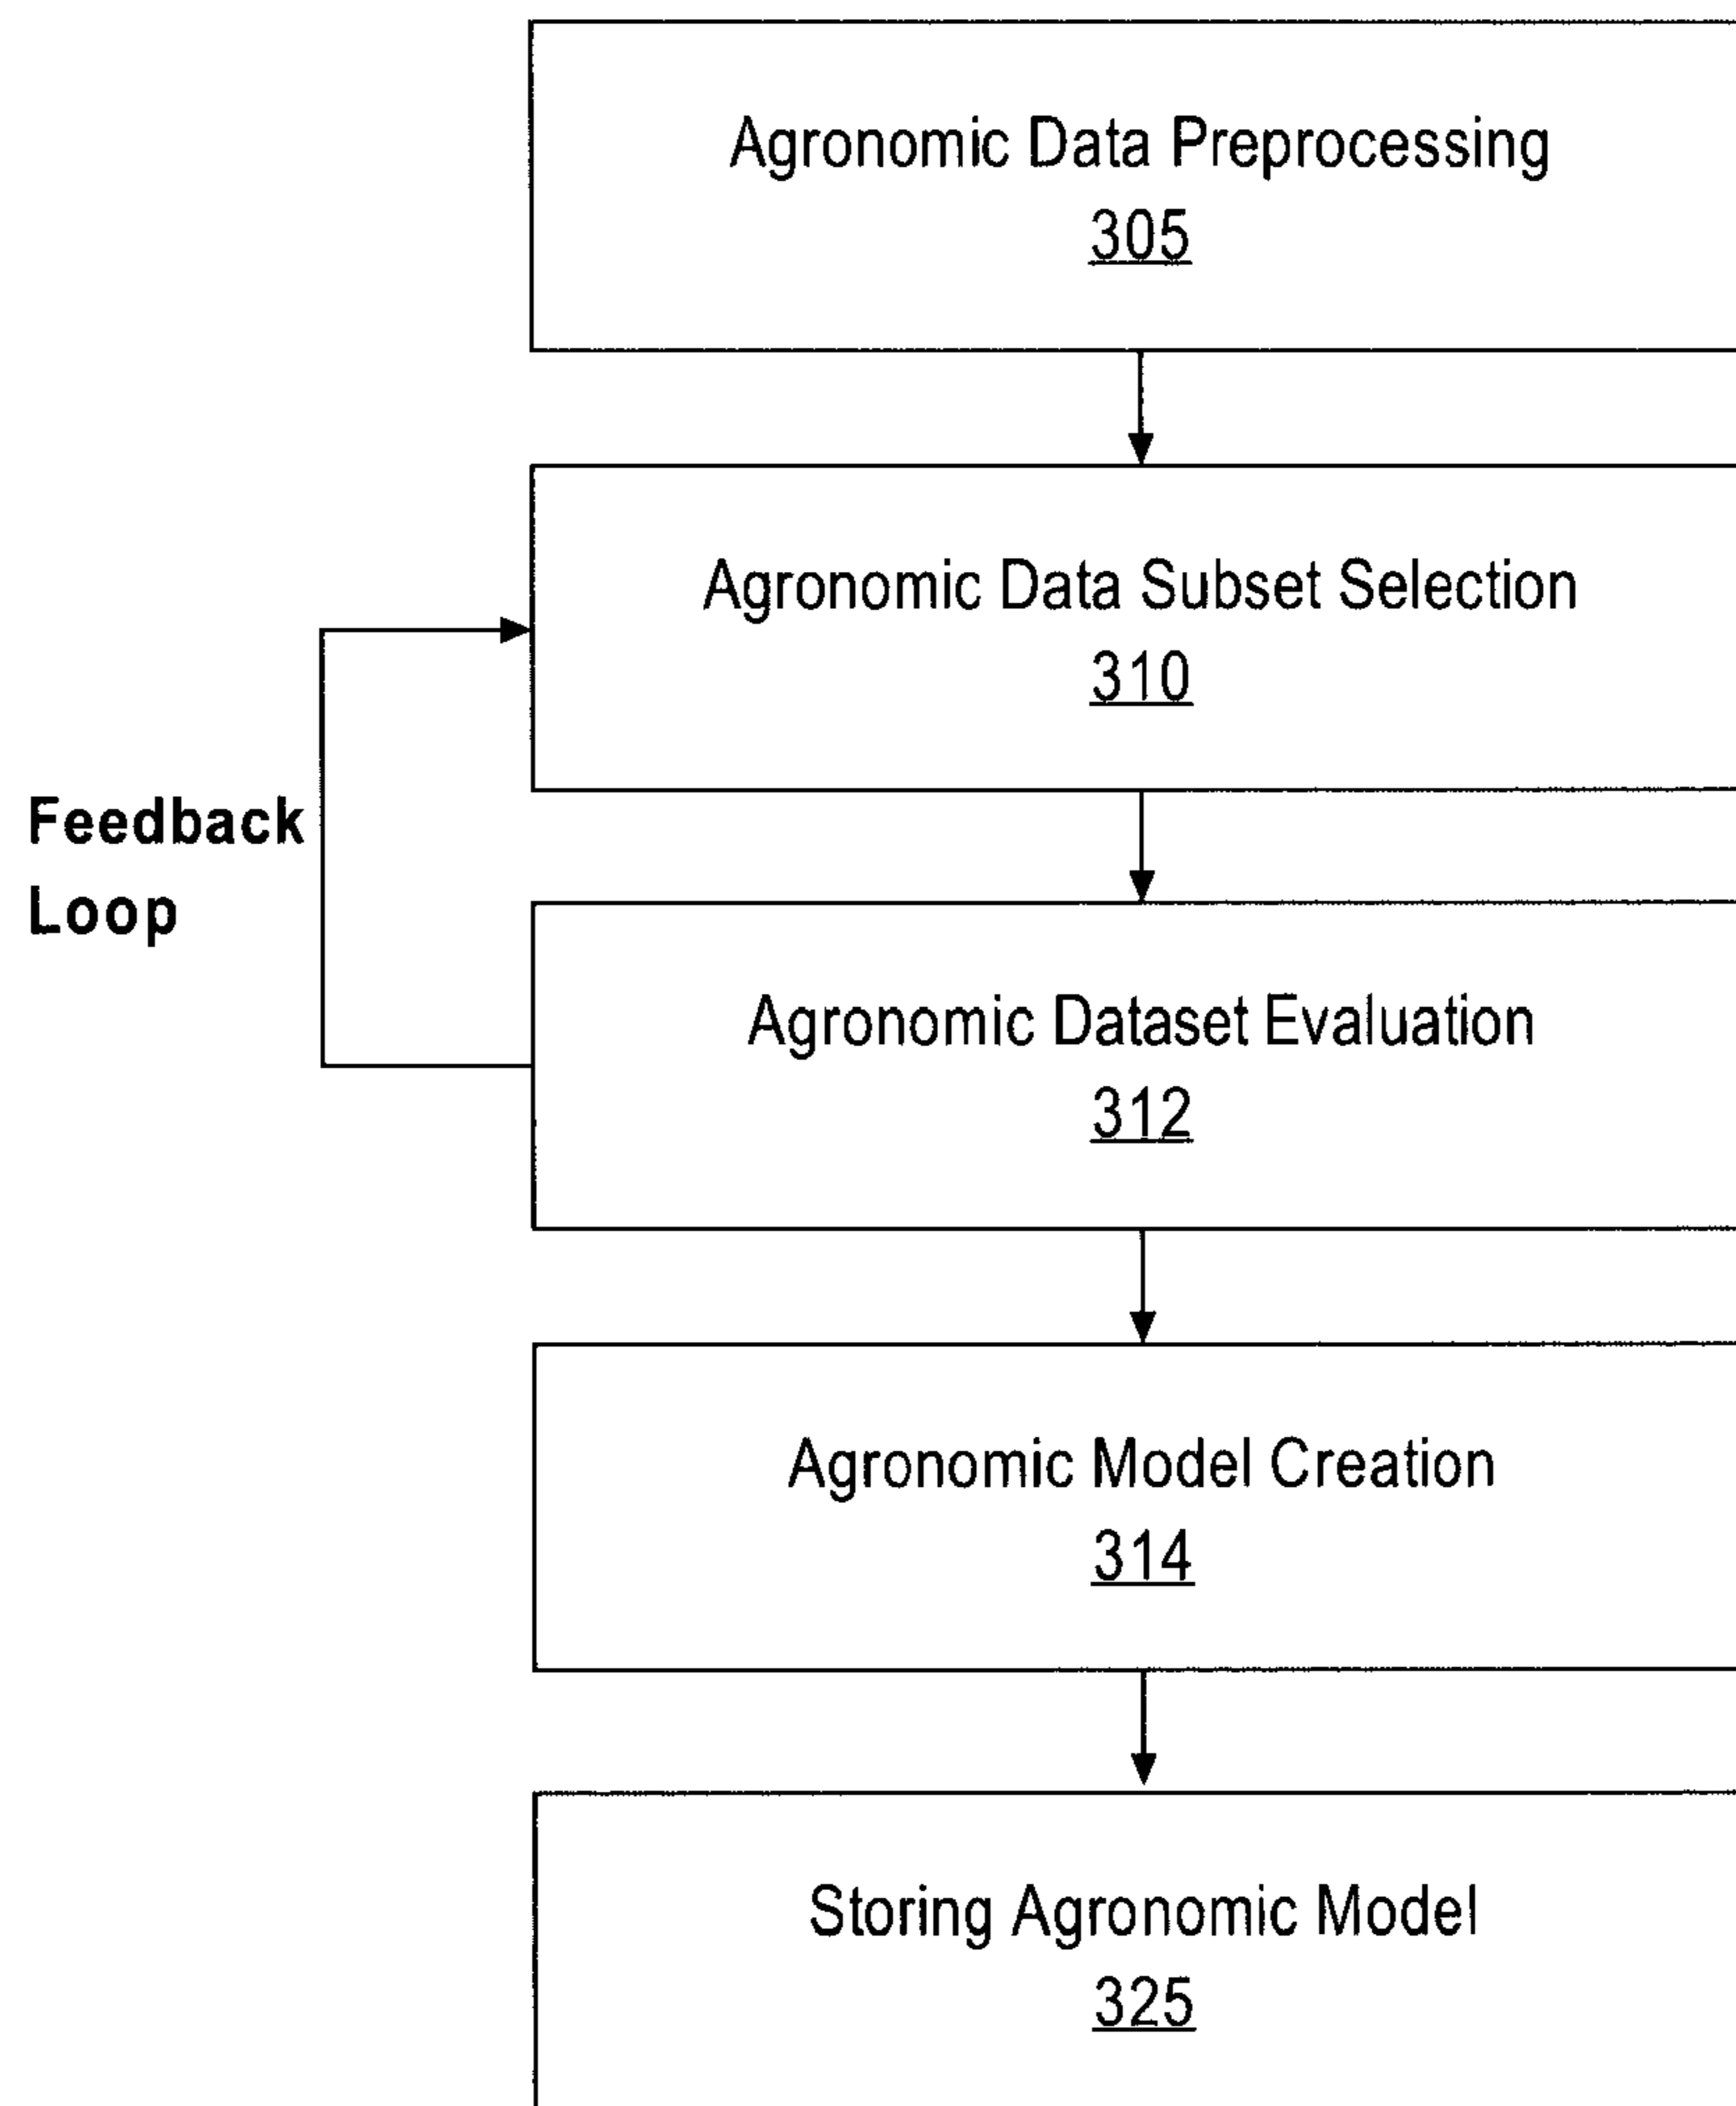 Agronomic Data Preprocessing
305
Agronomic Data Subset Selection
310
Feedback
Loop
Agronomic Dataset Evaluation
312
Agronomic Model Creation
314
Storing Agronomic Model
325